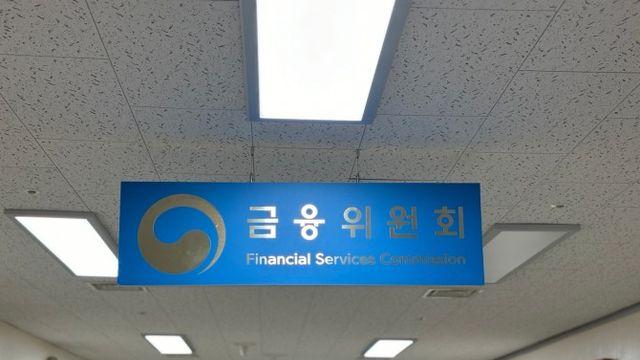 금융위원회
Financial Services Commission